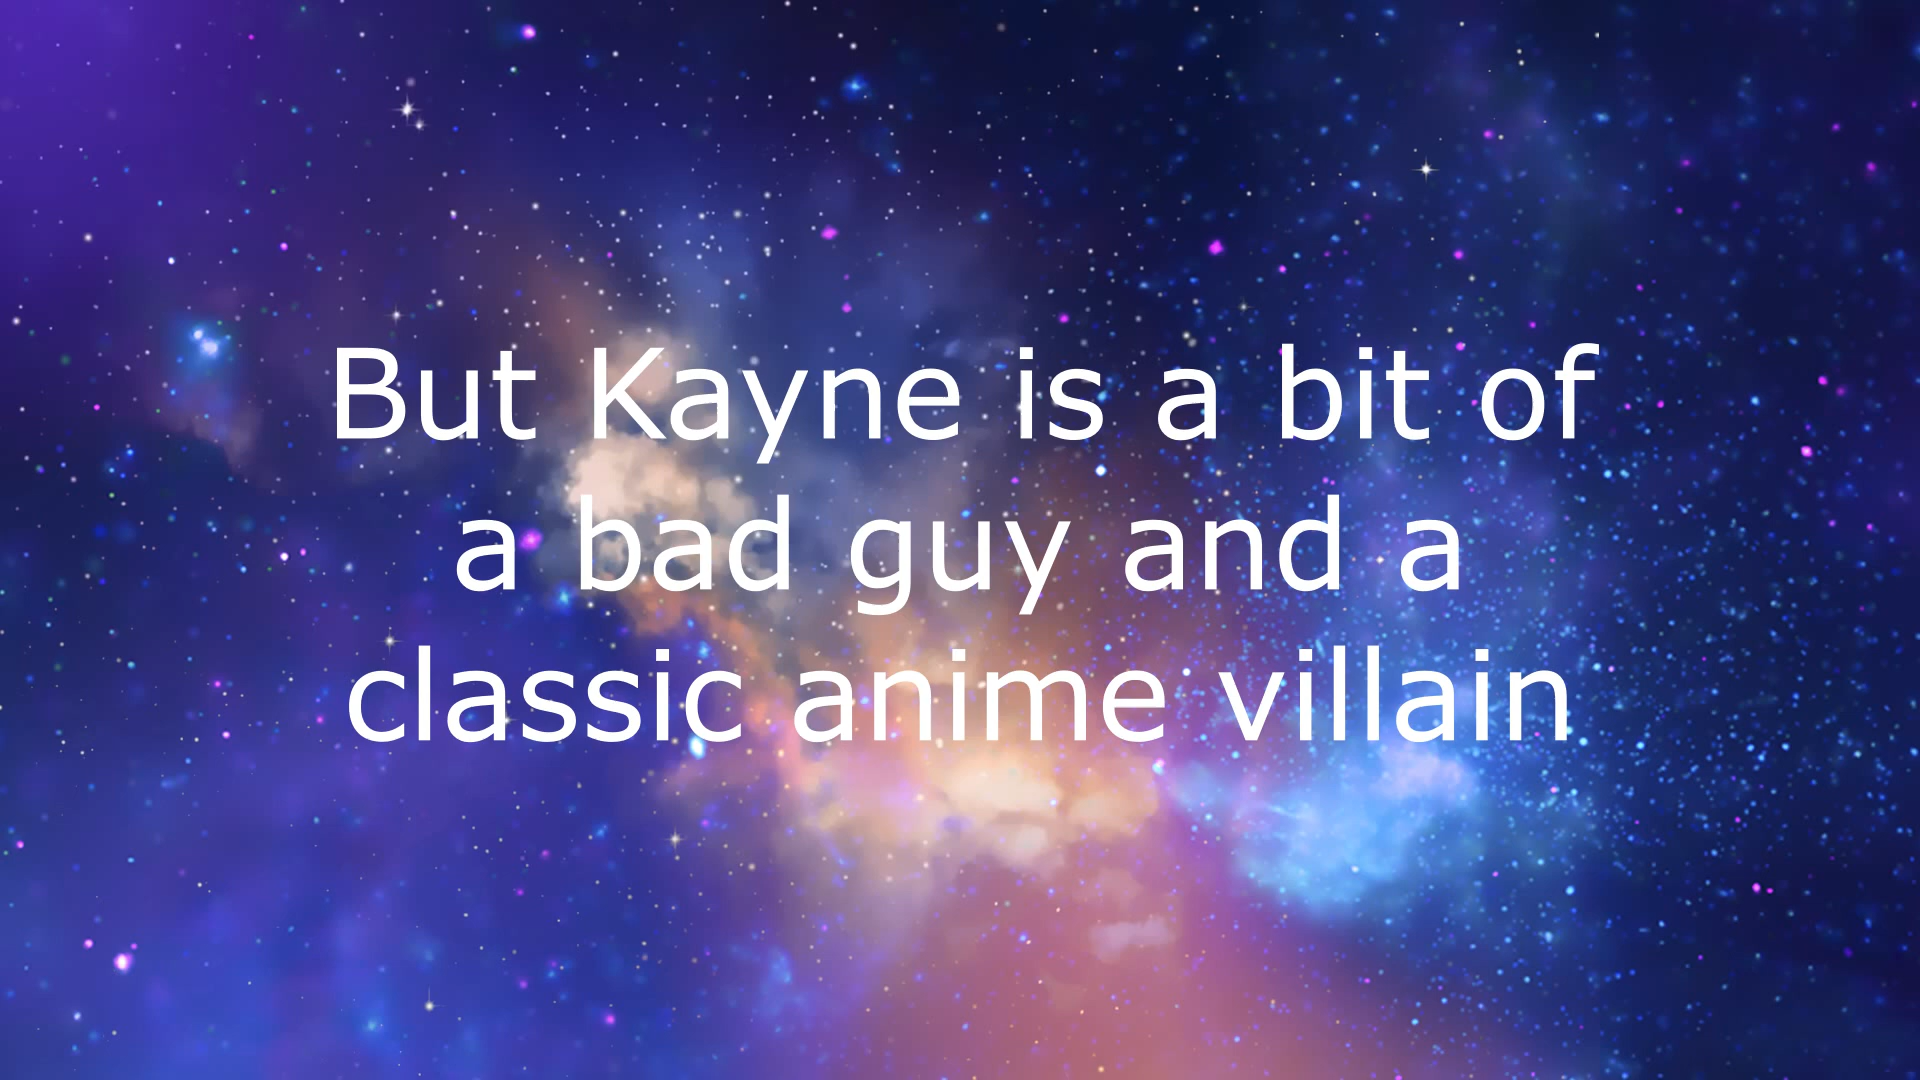 But Kayne is a bit of
a bad guy and a
classic anime villain